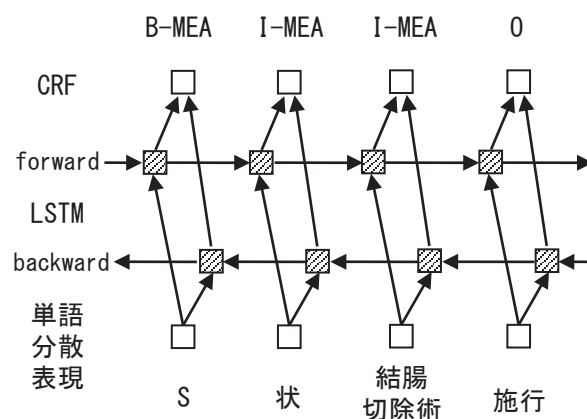 B-MEA I-MEA I-MEA O
CRF
forward
LSTM
backward
単語
分散
表現
S 状 結腸 施行
切除術